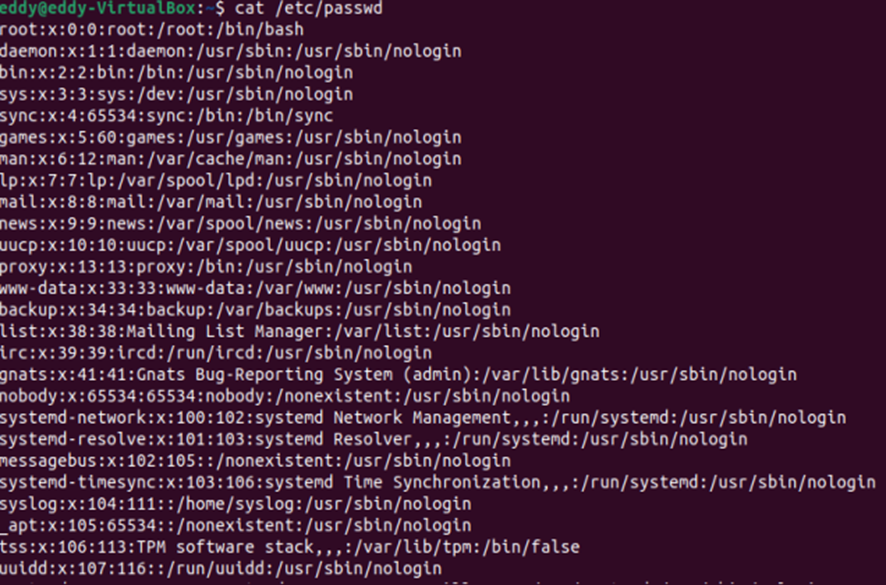 eddy@eddy-VirtualBox:~$ cat /etc/passwd
root:x:0:0:root:/root:/bin/bash
daemon:x:1:1:daemon:/usr/sbin:/usr/sbin/nologin
bin:x:2:2:bin:/bin:/usr/sbin/nologin
sys:x:3:3:sys:/dev:/usr/sbin/nologin
sync:x:4:65534:sync:/bin:/bin/sync
games:x:5:60:games:/usr/games:/usr/sbin/nologin
man:x:6:12:man:/var/cache/man:/usr/sbin/nologin
lp:x:7:7:lp:/var/spool/lpd:/usr/sbin/nologin
mail:x:8:8:mail:/var/mail:/usr/sbin/nologin
news:x:9:9:news:/var/spool/news:/usr/sbin/nologin
uucp:x:10:10:uucp:/var/spool/uucp:/usr/sbin/nologin
proxy:x:13:13:proxy:/bin:/usr/sbin/nologin
www-data:x:33:33:www-data:/var/www:/usr/sbin/nologin
backup:x:34:34:backup:/var/backups:/usr/sbin/nologin
list:x:38:38:Mailing List Manager:/var/list:/usr/sbin/nologin
irc:x:39:39:ircd:/run/ircd:/usr/sbin/nologin
gnats:x:41:41:Gnats Bug-Reporting System (admin):/var/lib/gnats:/usr/sbin/nologin
nobody:x:65534:65534:nobody:/nonexistent:/usr/sbin/nologin
systemd-network:x:100:102:systemd Network Management,,,:/run/systemd:/usr/sbin/nologin
systemd-resolve:x:101:103:systemd Resolver,,,:/run/systemd:/usr/sbin/nologin
messagebus:x:102:105::/nonexistent:/usr/sbin/nologin
systemd-timesync:x:103:106:systemd Time Synchronization,,,:/run/systemd:/usr/sbin/nologin
syslog:x:104:111::/home/syslog:/usr/sbin/nologin
_apt:x:105:65534::/nonexistent:/usr/sbin/nologin
tss:x:106:113:TPM software stack,,,:/var/lib/tpm:/bin/false
uuidd:x:107:116::/run/uuidd:/usr/sbin/nologin